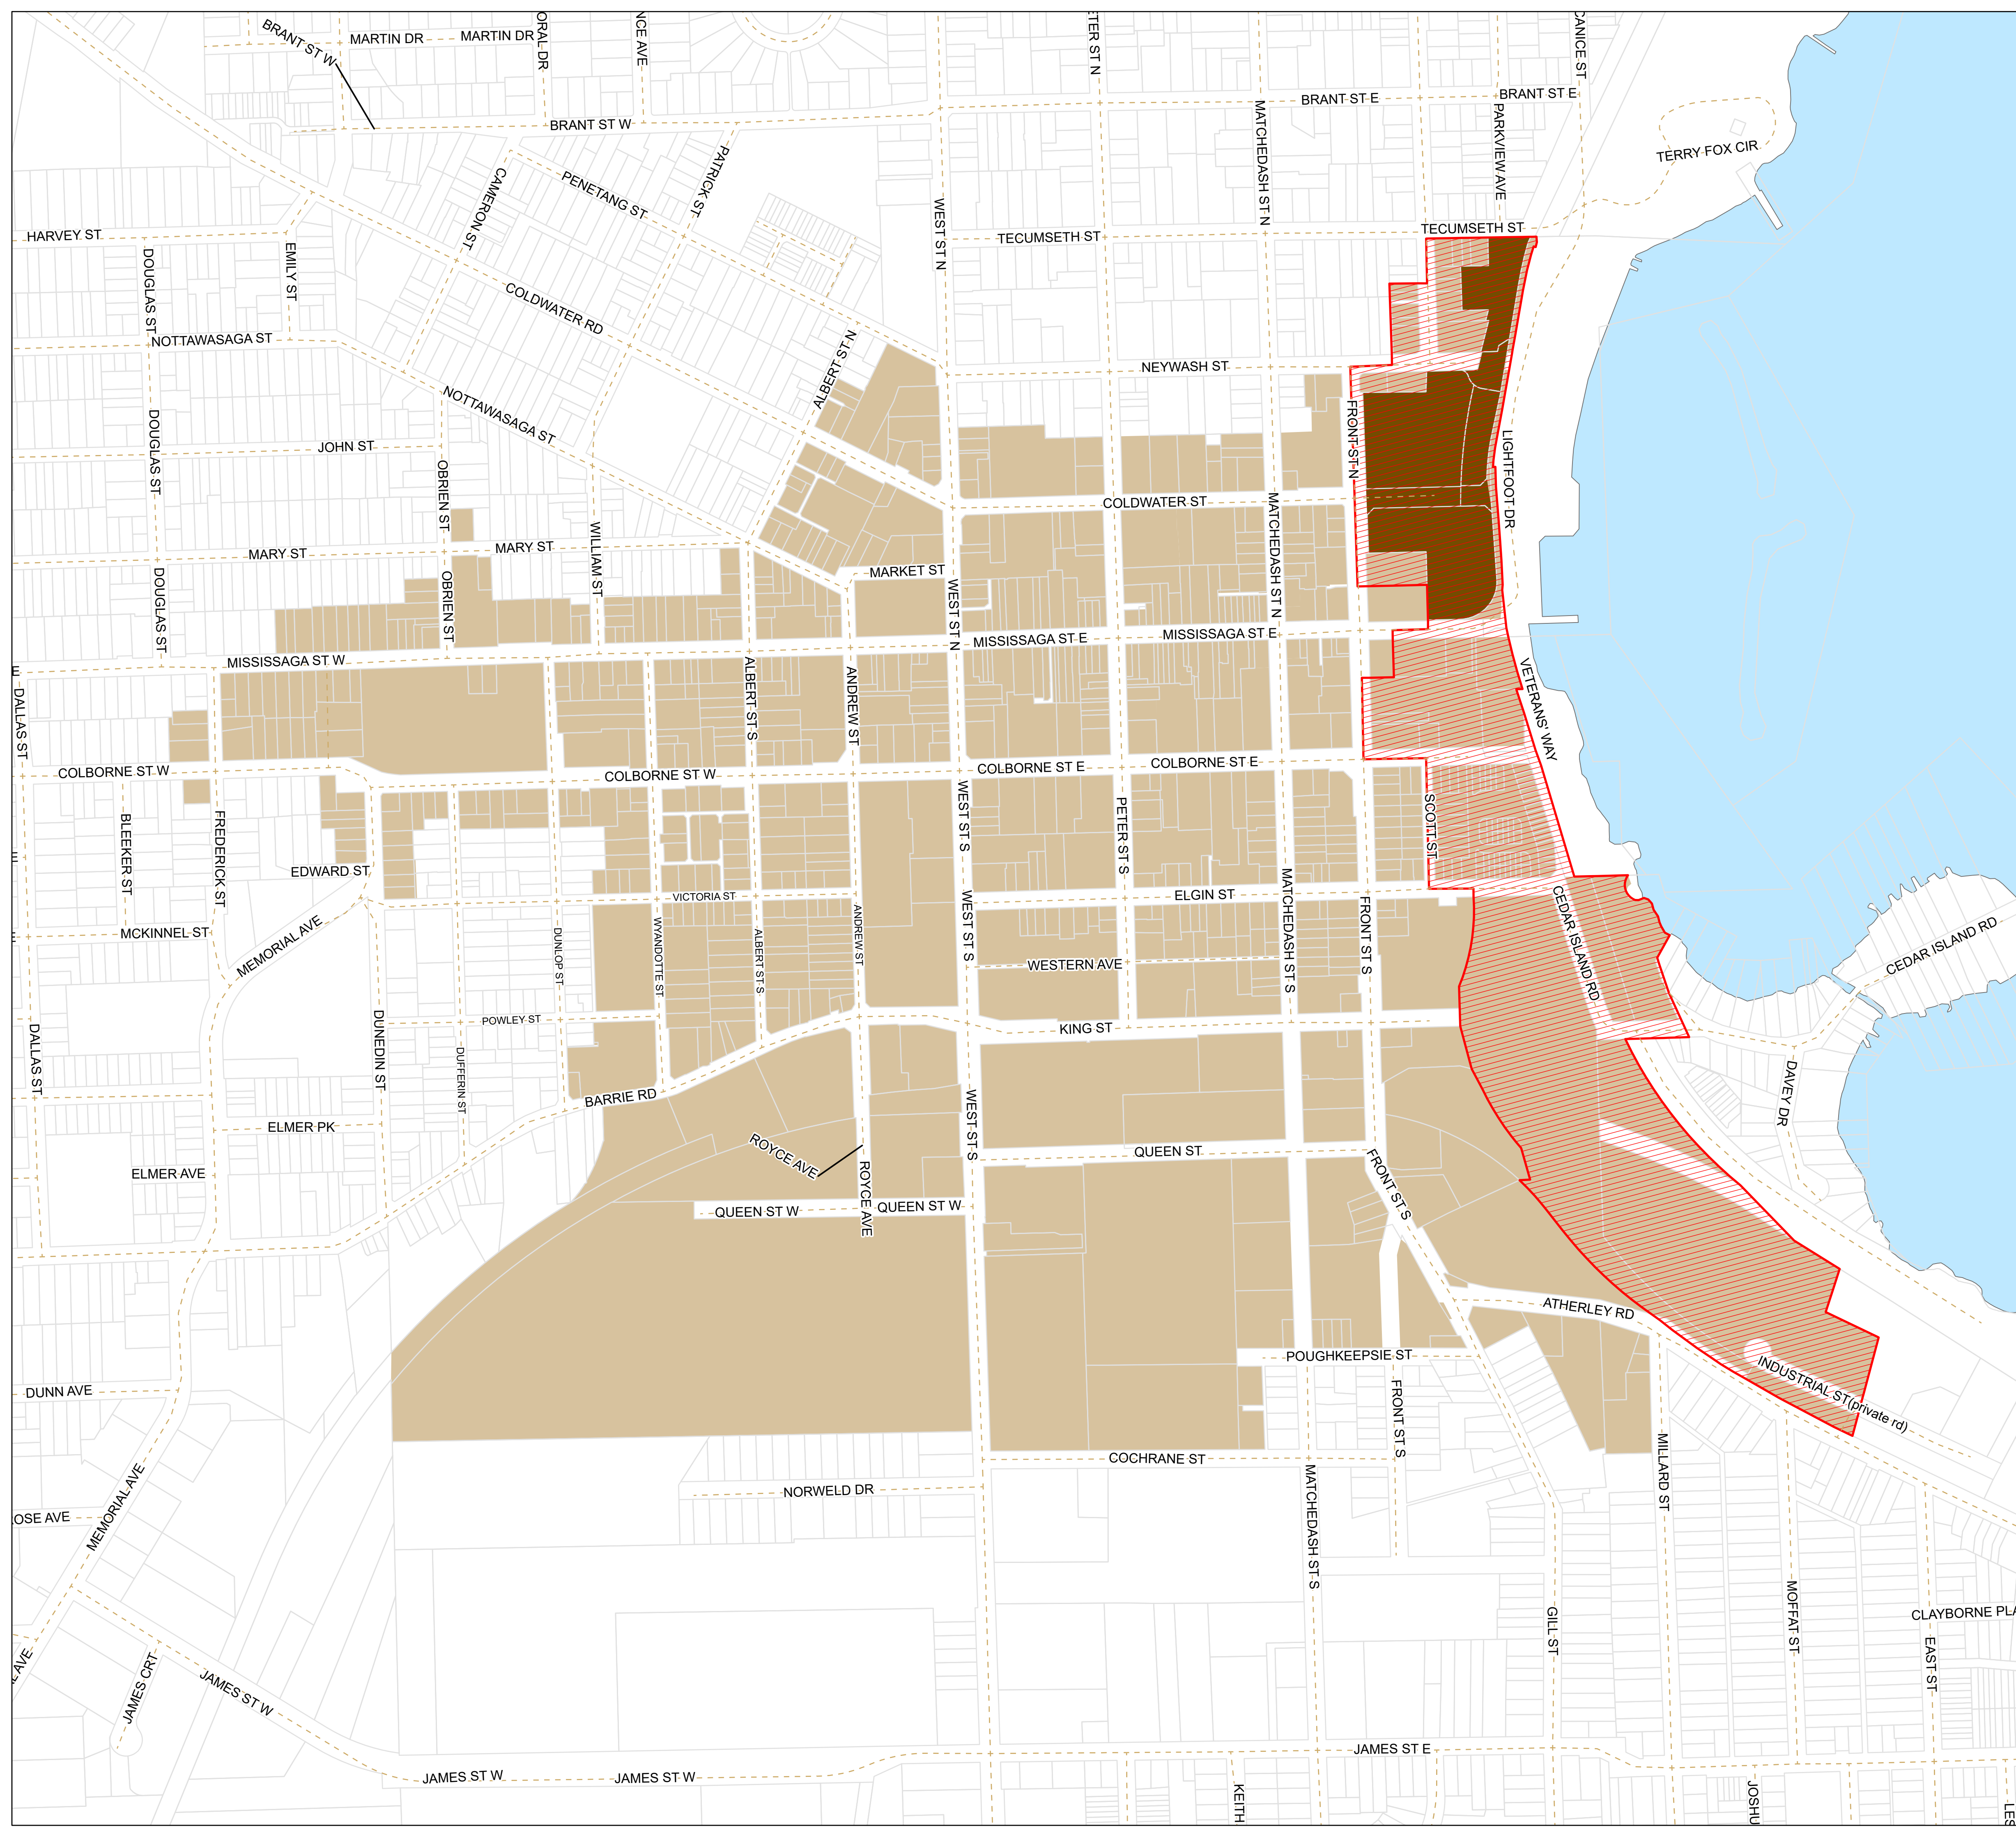 BRANT ST W
MARTIN DR
MARTIN DR
ORAL DR
NCE AVE
TER ST N
CANICE ST
BRANT ST W
BRANT ST E
BRANT ST E
PARKVIEW AVE
MATCHEDASH ST N
TERRY FOX CIR
CAMERON ST
PENETANG ST
PATRICK ST
WEST ST N
HARVEY ST
EMILY ST
DOUGLAS ST
TECUMSETH ST
TECUMSETH ST
COLDWATER RD
NOTTAWASAGA ST
NOTTAWASAGA ST
ALBERT ST N
NEYWASH ST
FRONT ST N
LIGHTFOOT DR
JOHN ST
DOUGLAS ST
OBRIEN ST
COLDWATER ST
MATCHEDASH ST N
MARY ST
MARY ST
WILLIAM ST
MARKET ST
WEST ST N
DOUGLAS ST
OBRIEN ST
MISSISSAGA ST W
MISSISSAGA ST E
MISSISSAGA ST E
E
DALLAS ST
ALBERT ST S
ANDREW ST
VETERANS' WAY
COLBORNE ST W
COLBORNE ST W
COLBORNE ST E
COLBORNE ST E
BLEEKER ST
FREDERICK ST
WEST ST S
PETER ST S
SCOTT ST
E
EDWARD ST
VICTORIA ST
ELGIN ST
MATCHEDASH ST S
FRONT ST S
CEDAR ISLAND RD
CEDAR ISLAND RD
E
MCKINNEL ST
MEMORIAL AVE
DUNLOP ST
WYANDOTTE ST
ALBERT ST S
ANDREW ST
WEST ST S
WESTERN AVE
DALLAS ST
DUNEDIN ST
POWLEY ST
DUFFERIN ST
KING ST
DAVEY DR
BARRIE RD
WEST ST S
ELMER PK
ROYCE AVE
QUEEN ST
ELMER AVE
ROYCE AVE
FRONT ST S
QUEEN ST W
QUEEN ST W
ATHERLEY RD
POUGHKEEPSIE ST
INDUSTRIAL ST(private rd)
DUNN AVE
FRONT ST S
COCHRANE ST
MILLARD ST
NORWELD DR
MEMORIAL AVE
OSE AVE
MATCHEDASH ST S
GILL ST
MOFFAT ST
CLAYBORNE PLA
EAST ST
L AVE
JAMES CRT
JAMES ST W
JAMES ST E
JAMES ST W
JAMES ST W
KEITH
JOSHU
LES